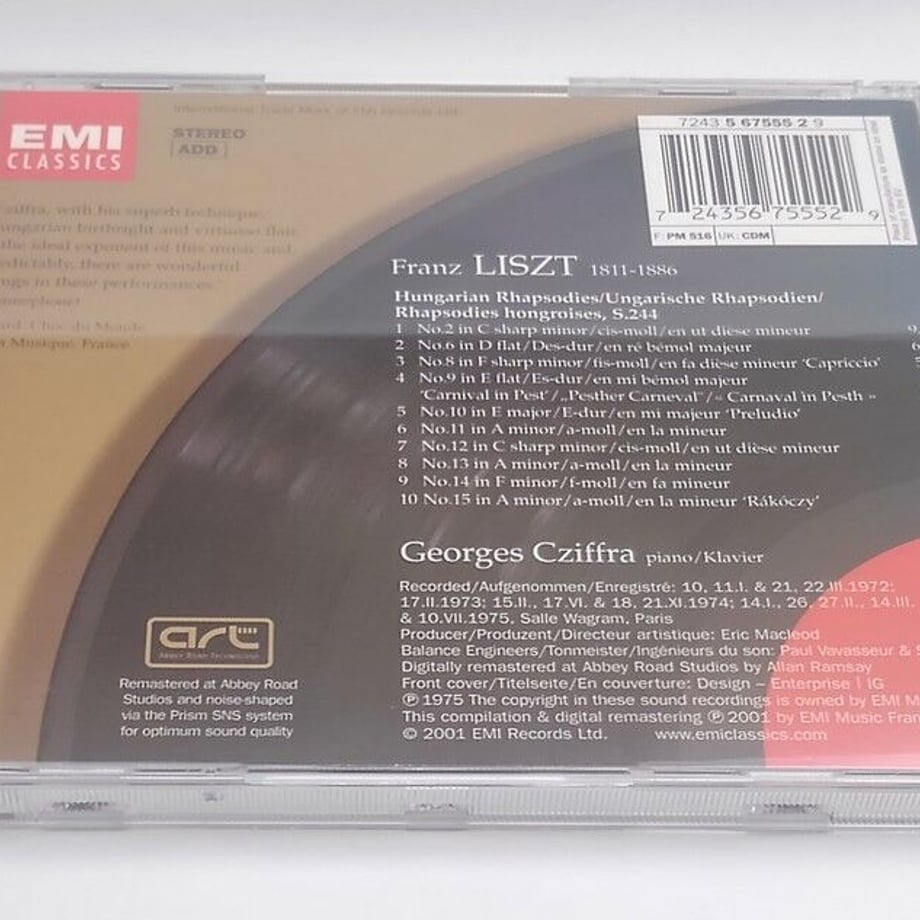 EMI
CLASSICS
International Trade Mark of EMI Records Ltd.
STEREO
ADD
with his superb technique,
birthright and virtuoso flair
the ideal exponent of this music and
there are wonderful
in these performances.'
Choc du Monde
Musique, France
7243 5 67555 2 9
7 24356 75552 9
F: PM 516 UK: CDM
Franz LISZT 1811-1886
Hungarian Rhapsodies/Ungarische Rhapsodien/
Rhapsodies hongroises, S.244
1 No.2 in C sharp minor/cis-moll/en ut dièse mineur
2 No.6 in D flat/Des-dur/en ré bémol majeur
3 No.8 in F sharp minor/fis-moll/en fa dièse mineur 'Capriccio'
4 No.9 in E flat/Es-dur/en mi bémol majeur
'Carnival in Pest'/„Pesther Carneval"/« Carnaval in Pesth »
5 No.10 in E major/E-dur/en mi majeur 'Preludio'
6 No.11 in A minor/a-moll/en la mineur
7 No.12 in C sharp minor/cis-moll/en ut dièse mineur
8 No.13 in A minor/a-moll/en la mineur
9 No.14 in F minor/f-moll/en fa mineur
10 No.15 in A minor/a-moll/en la mineur 'Rákóczy'
Georges Cziffra piano/Klavier
Recorded/Aufgenommen/Enregistré: 10, 11.I. & 21, 22.III.1972;
17.II.1973; 15.II., 17.VI. & 18, 21.XI.1974; 14.I., 26, 27.II., 14.III.
& 10.VII.1975, Salle Wagram, Paris
Producer/Produzent/Directeur artistique: Eric Macleod
Balance Engineers/Tonmeister/Ingénieurs du son: Paul Vavasseur &
Digitally remastered at Abbey Road Studios by Allan Ramsay
Front cover/Titelseite/En couverture: Design – Enterprise | IG
℗ 1975 The copyright in these sound recordings is owned by EMI
This compilation & digital remastering ℗ 2001 by EMI Music
© 2001 EMI Records Ltd. www.emiclassics.com
art
ABBEY ROAD TECHNOLOGY
Remastered at Abbey Road
Studios and noise-shaped
via the Prism SNS system
for optimum sound quality